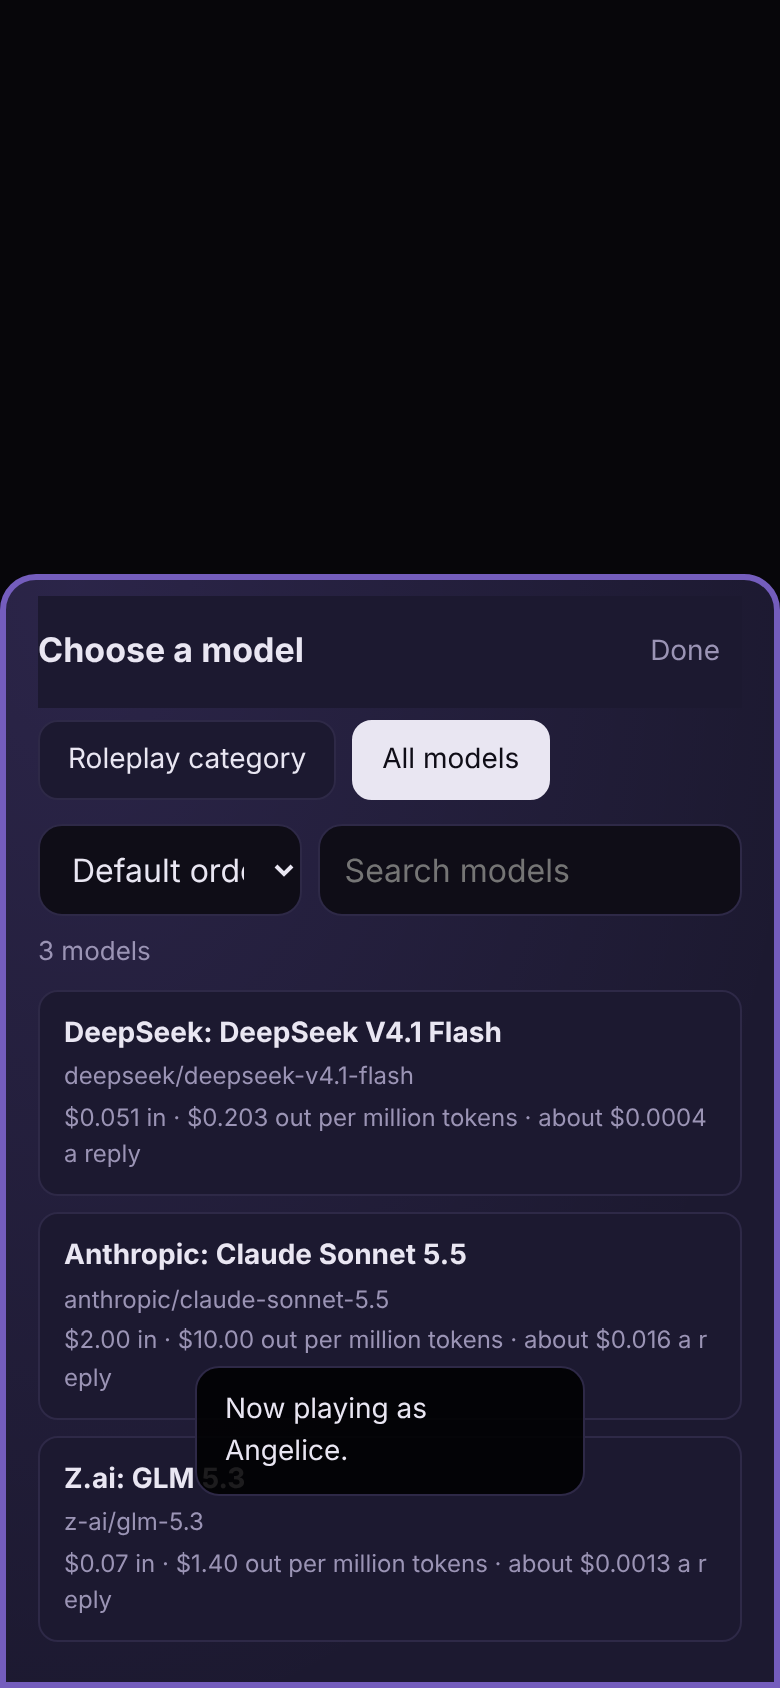 Choose a model
Done
Roleplay category
All models
Default orde
Search models
3 models
DeepSeek: DeepSeek V4.1 Flash
deepseek/deepseek-v4.1-flash
$0.051 in · $0.203 out per million tokens · about $0.0004
a reply
Anthropic: Claude Sonnet 5.5
anthropic/claude-sonnet-5.5
$2.00 in · $10.00 out per million tokens · about $0.016 a r
eply
Now playing as
Angelice.
Z.ai: GLM 5.3
z-ai/glm-5.3
$0.07 in · $1.40 out per million tokens · about $0.0013 a r
eply